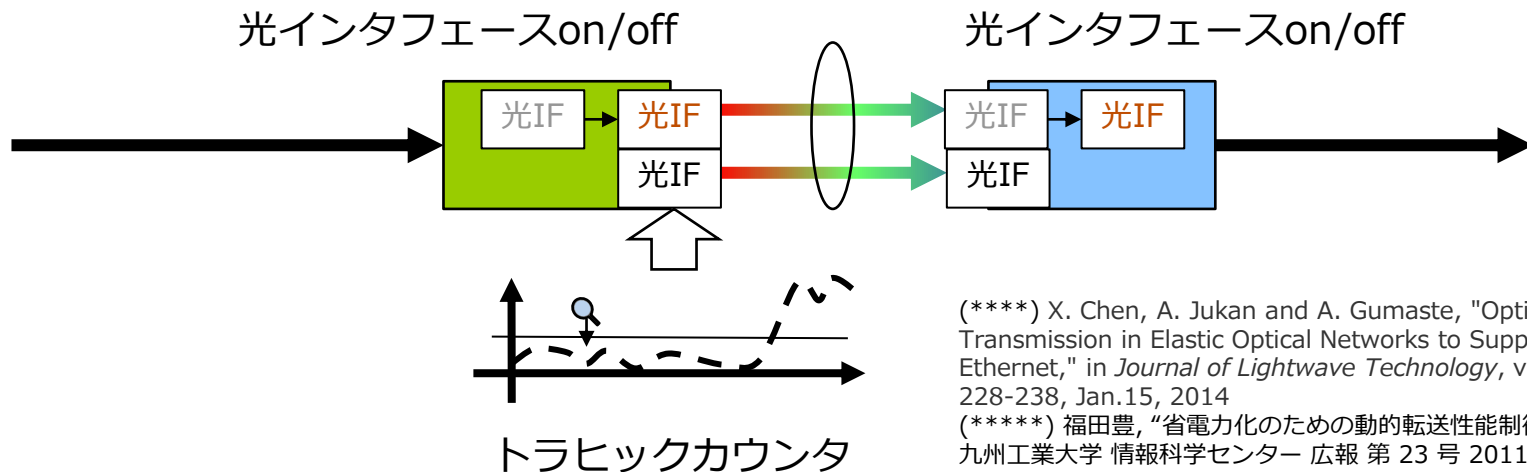 光インタフェースon/off
光インタフェースon/off
光IF
光IF
光IF
光IF
光IF
光IF
トラヒックカウンタ
(****) X. Chen, A. Jukan and A. Gumaste, "Opti
Transmission in Elastic Optical Networks to Supp
Ethernet," in Journal of Lightwave Technology, v
228-238, Jan.15, 2014
(*****) 福田豊, “省電力化のための動的転送性能制
九州工業大学 情報科学センター 広報 第 23 号 2011